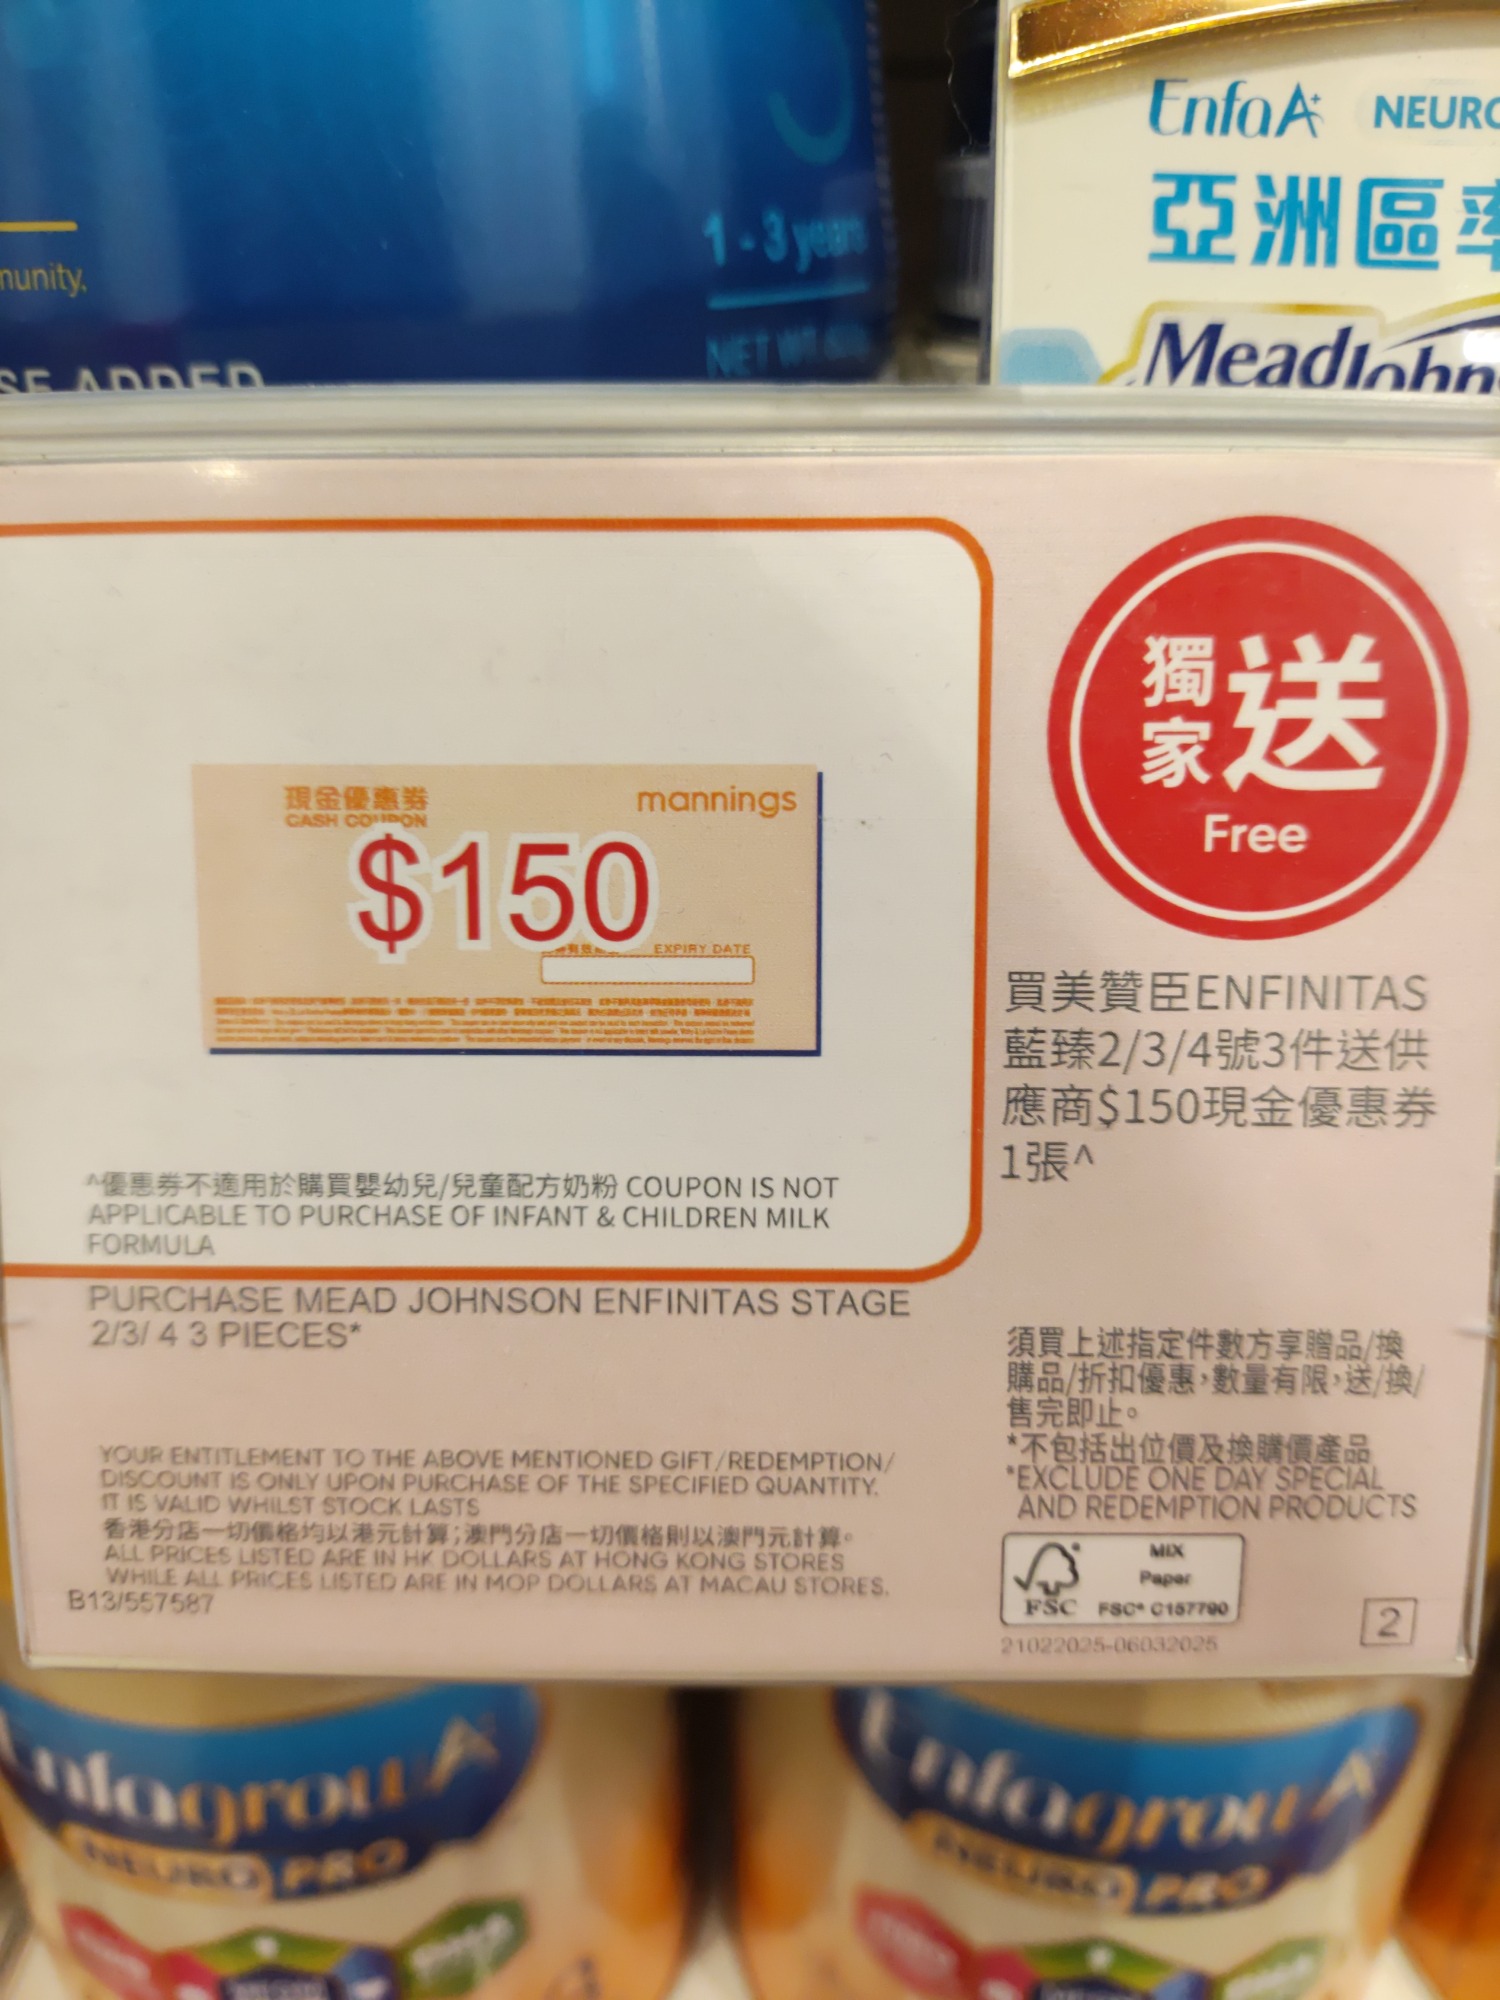 EnfaA+ NEURO
亞洲區率
MeadJohns
1-3 years
NET WT
munity.
SE ADDED
獨家送
Free
現金優惠券
CASH COUPON
mannings
$150
EXPIRY DATE
買美贊臣ENFINITAS
藍臻2/3/4號3件送供
應商$150現金優惠券
1張^
^優惠券不適用於購買嬰幼兒/兒童配方奶粉 COUPON IS NOT
APPLICABLE TO PURCHASE OF INFANT & CHILDREN MILK
FORMULA
PURCHASE MEAD JOHNSON ENFINITAS STAGE
2/3/ 4 3 PIECES*
須買上述指定件數方享贈品/換
購品/折扣優惠,數量有限,送/換/
售完即止。
*不包括出位價及換購價產品
*EXCLUDE ONE DAY SPECIAL
AND REDEMPTION PRODUCTS
YOUR ENTITLEMENT TO THE ABOVE MENTIONED GIFT/REDEMPTION/
DISCOUNT IS ONLY UPON PURCHASE OF THE SPECIFIED QUANTITY.
IT IS VALID WHILST STOCK LASTS
香港分店一切價格均以港元計算;澳門分店一切價格則以澳門元計算。
ALL PRICES LISTED ARE IN HK DOLLARS AT HONG KONG STORES
WHILE ALL PRICES LISTED ARE IN MOP DOLLARS AT MACAU STORES.
B13/557587
MIX
Paper
FSC FSC® C157790
21022025-06032025
2
EnfagrowA+
NEURO PRO
EnfagrowA+
NEURO PRO